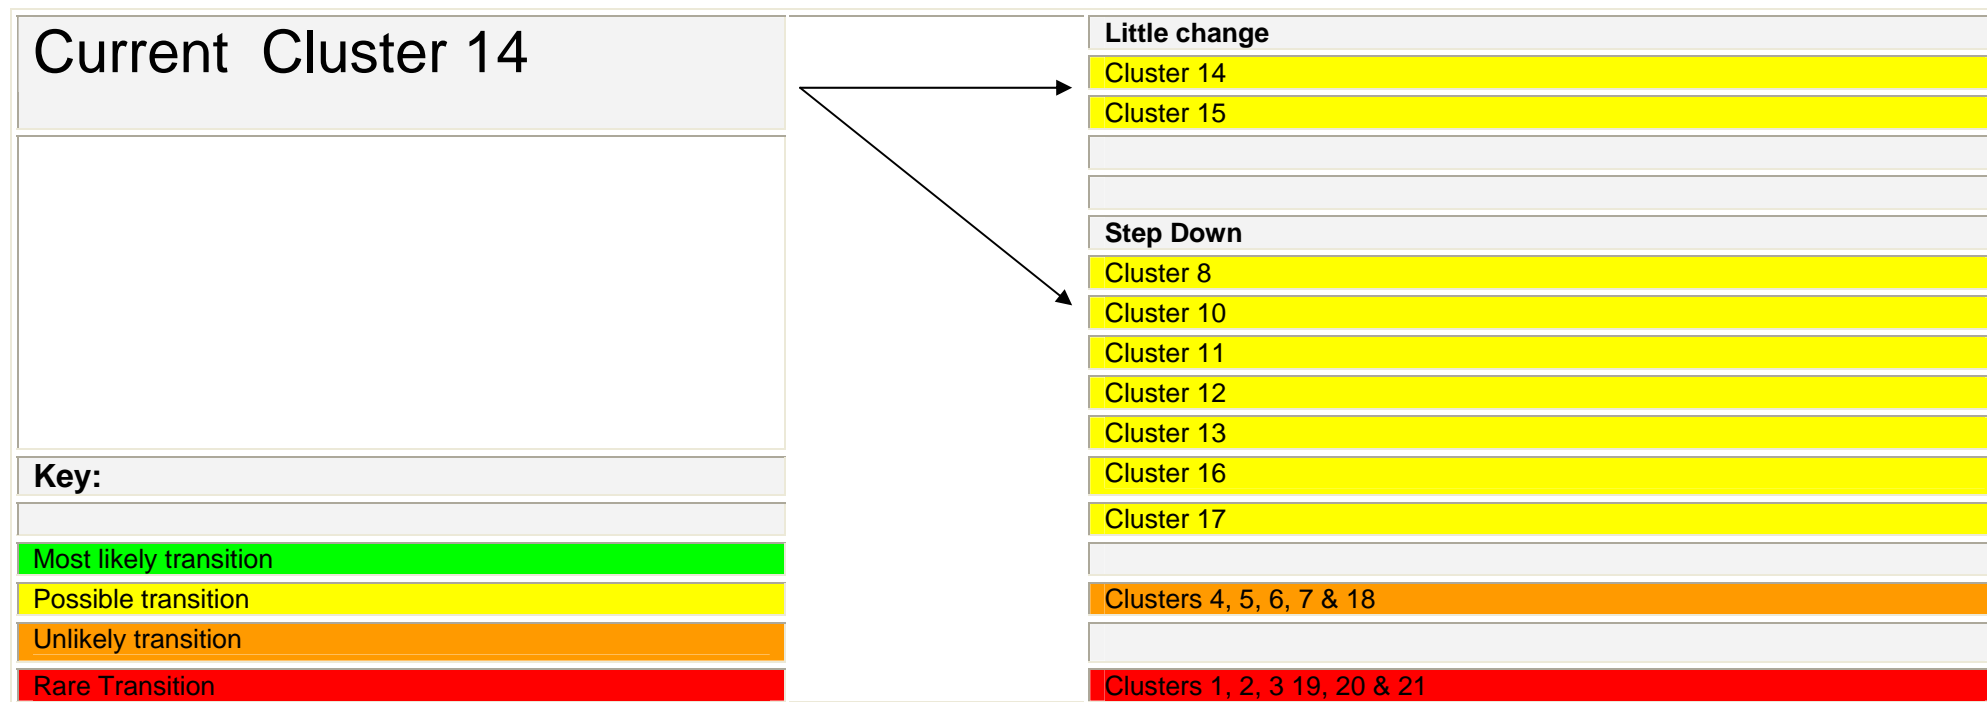 Current Cluster 14
Key:
Most likely transition
Possible transition
Unlikely transition
Rare Transition
Little change
Cluster 14
Cluster 15
Step Down
Cluster 8
Cluster 10
Cluster 11
Cluster 12
Cluster 13
Cluster 16
Cluster 17
Clusters 4, 5, 6, 7 & 18
Clusters 1, 2, 3 19, 20 & 21